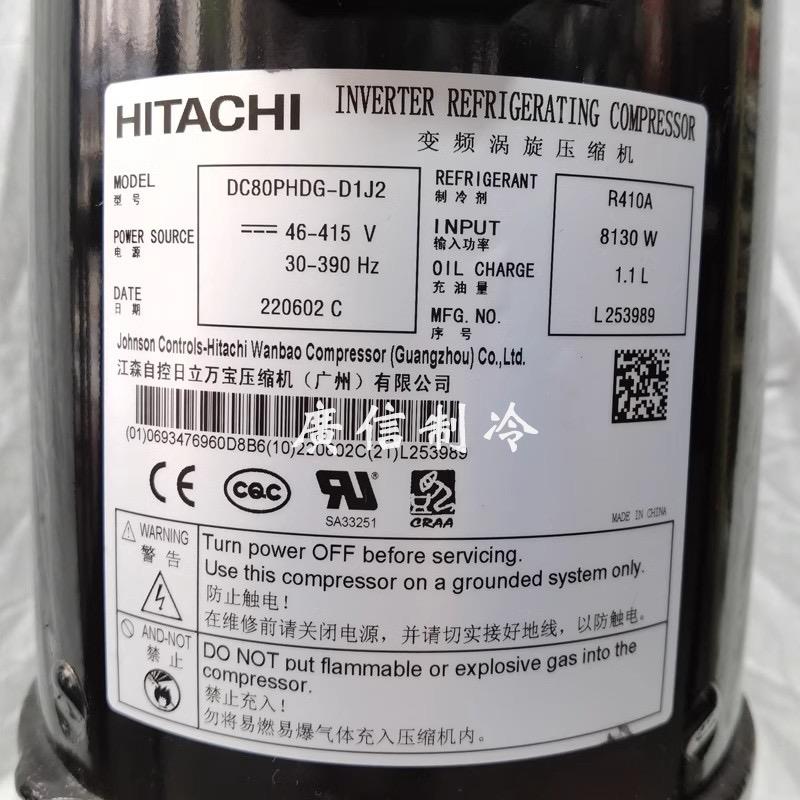 HITACHI
INVERTER REFRIGERATING COMPRESSOR
变频涡旋压缩机
MODEL
型号
DC80PHDG-D1J2
POWER SOURCE
电源
46-415 V
30-390 Hz
DATE
日期
220602 C
REFRIGERANT
制冷剂
R410A
INPUT
输入功率
8130 W
OIL CHARGE
充油量
1.1 L
MFG. NO.
序号
L253989
Johnson Controls-Hitachi Wanbao Compressor (Guangzhou) Co.,Ltd.
江森自控日立万宝压缩机（广州）有限公司
廣信制冷
(01)0693476960D8B6(10)220602C(21)L253989
CE
CQC
RU
SA33251
CRAA
MADE IN CHINA
WARNING
警告
Turn power OFF before servicing.
Use this compressor on a grounded system only.
防止触电！
在维修前请关闭电源，并请切实接好地线，以防触电。
AND-NOT
禁止
DO NOT put flammable or explosive gas into the
compressor.
禁止充入！
勿将易燃易爆气体充入压缩机内。